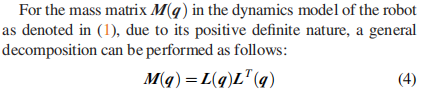 For the mass matrix M(q) in the dynamics model of the robot
as denoted in (1), due to its positive definite nature, a general
decomposition can be performed as follows:
M(q) = L(q)Lᵀ(q) (4)